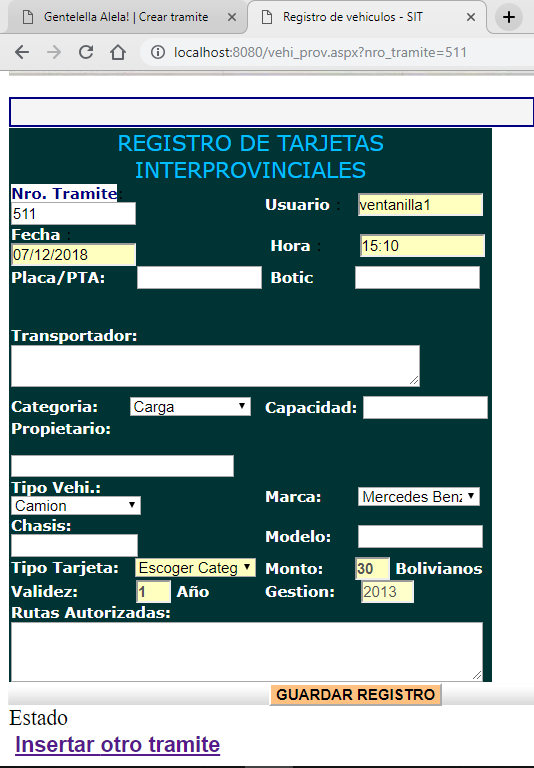 Gentelella Alela! | Crear tramite
Registro de vehiculos - SIT
localhost:8080/vehi_prov.aspx?nro_tramite=511
REGISTRO DE TARJETAS
INTERPROVINCIALES
Nro. Tramite:
511
Usuario :
ventanilla1
Fecha :
07/12/2018
Hora :
15:10
Placa/PTA:
Botic
Transportador:
Categoria: Carga
Capacidad:
Propietario:
Tipo Vehi.:
Camion
Marca: Mercedes Benz
Chasis:
Modelo:
Tipo Tarjeta: Escoger Categ
Monto: 30 Bolivianos
Validez: 1 Año
Gestion: 2013
Rutas Autorizadas:
GUARDAR REGISTRO
Estado
Insertar otro tramite